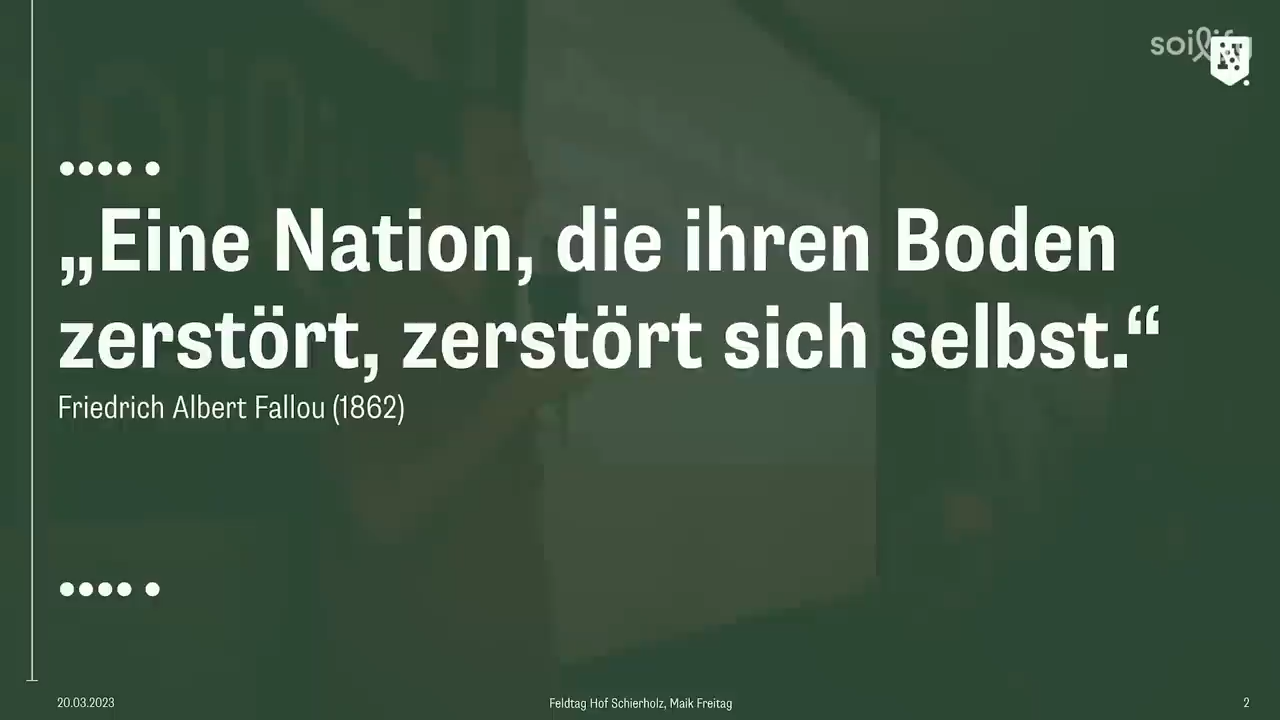 „Eine Nation, die ihren Boden
zerstört, zerstört sich selbst.“
Friedrich Albert Fallou (1862)
20.03.2023
Feldtag Hof Schierholz, Maik Freitag
2